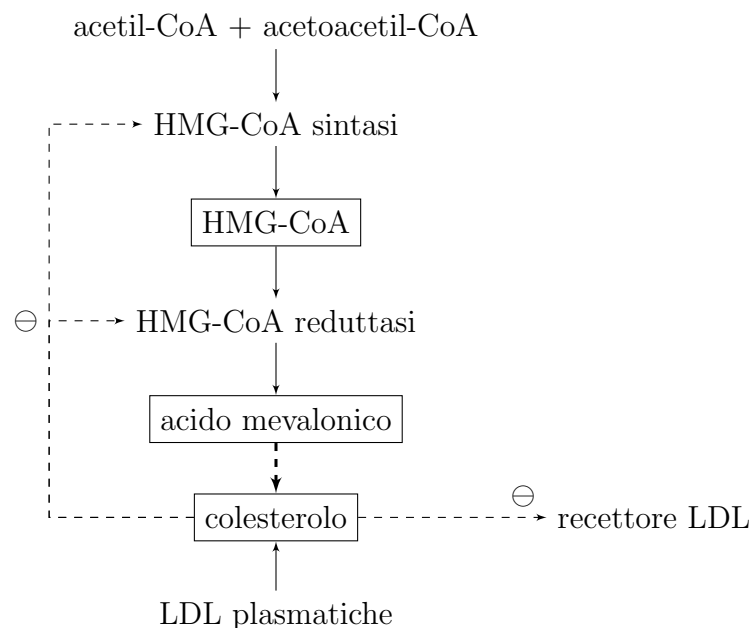 acetil-CoA + acetoacetil-CoA
HMG-CoA sintasi
HMG-CoA
⊖ HMG-CoA reduttasi
acido mevalonico
⊖
colesterolo recettore LDL
LDL plasmatiche